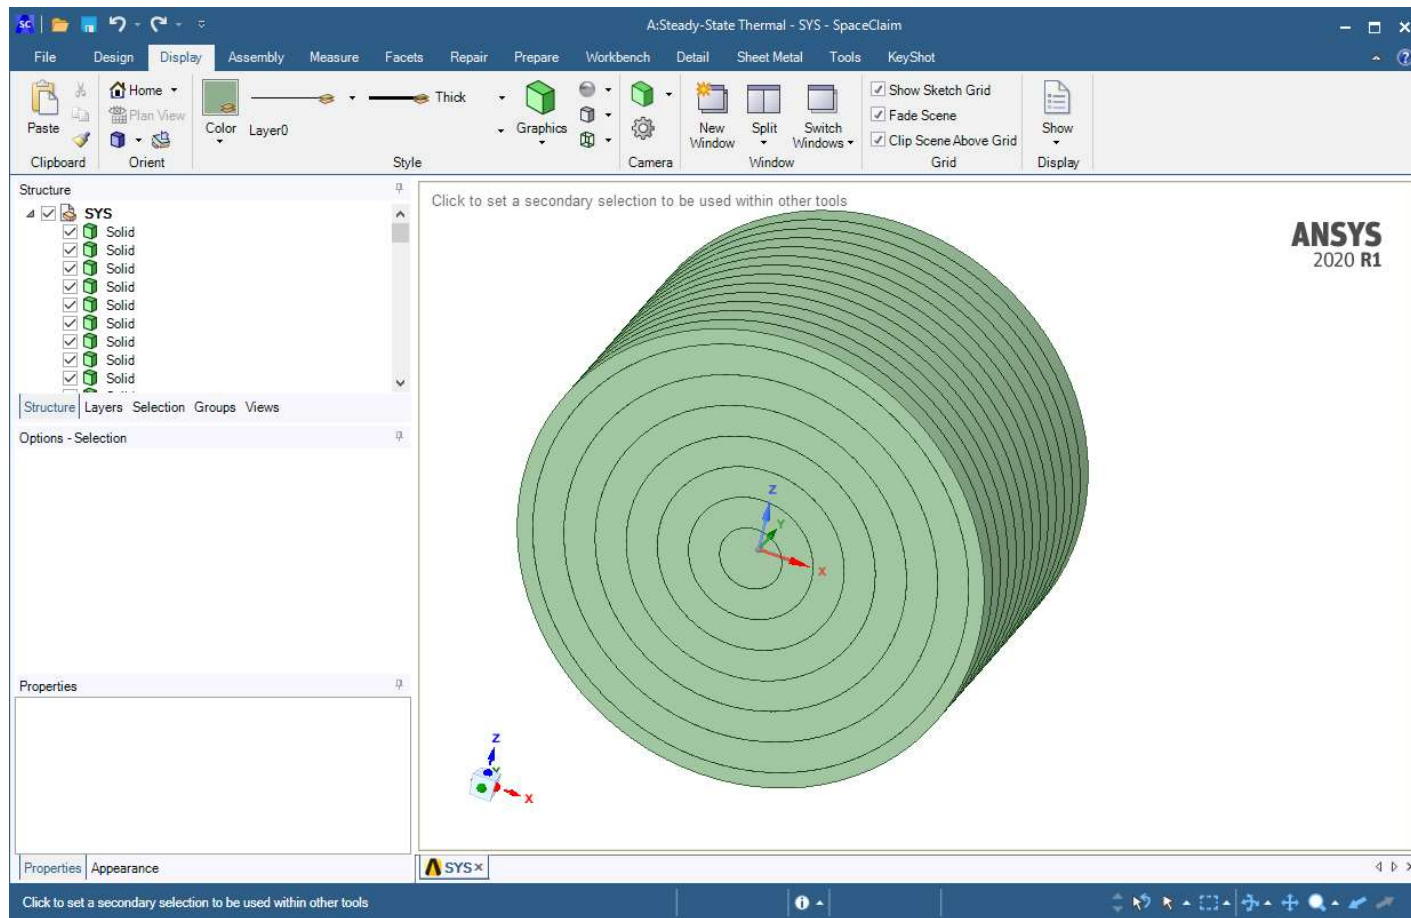 A:Steady-State Thermal - SYS - SpaceClaim
File Design Display Assembly Measure Facets Repair Prepare Workbench Detail Sheet Metal Tools KeyShot
Paste
Clipboard
Home
Plan View
Orient
Color
Layer0
Thick
Style
Graphics
Camera
New Window
Split
Switch Windows
Window
Show Sketch Grid
Fade Scene
Clip Scene Above Grid
Grid
Show
Display
Structure
SYS
Solid
Solid
Solid
Solid
Solid
Solid
Solid
Solid
Solid
Structure Layers Selection Groups Views
Options - Selection
Properties
Properties Appearance
Click to set a secondary selection to be used within other tools
ANSYS
2020 R1
Z
Y
X
Z
Y
X
SYS
Click to set a secondary selection to be used within other tools